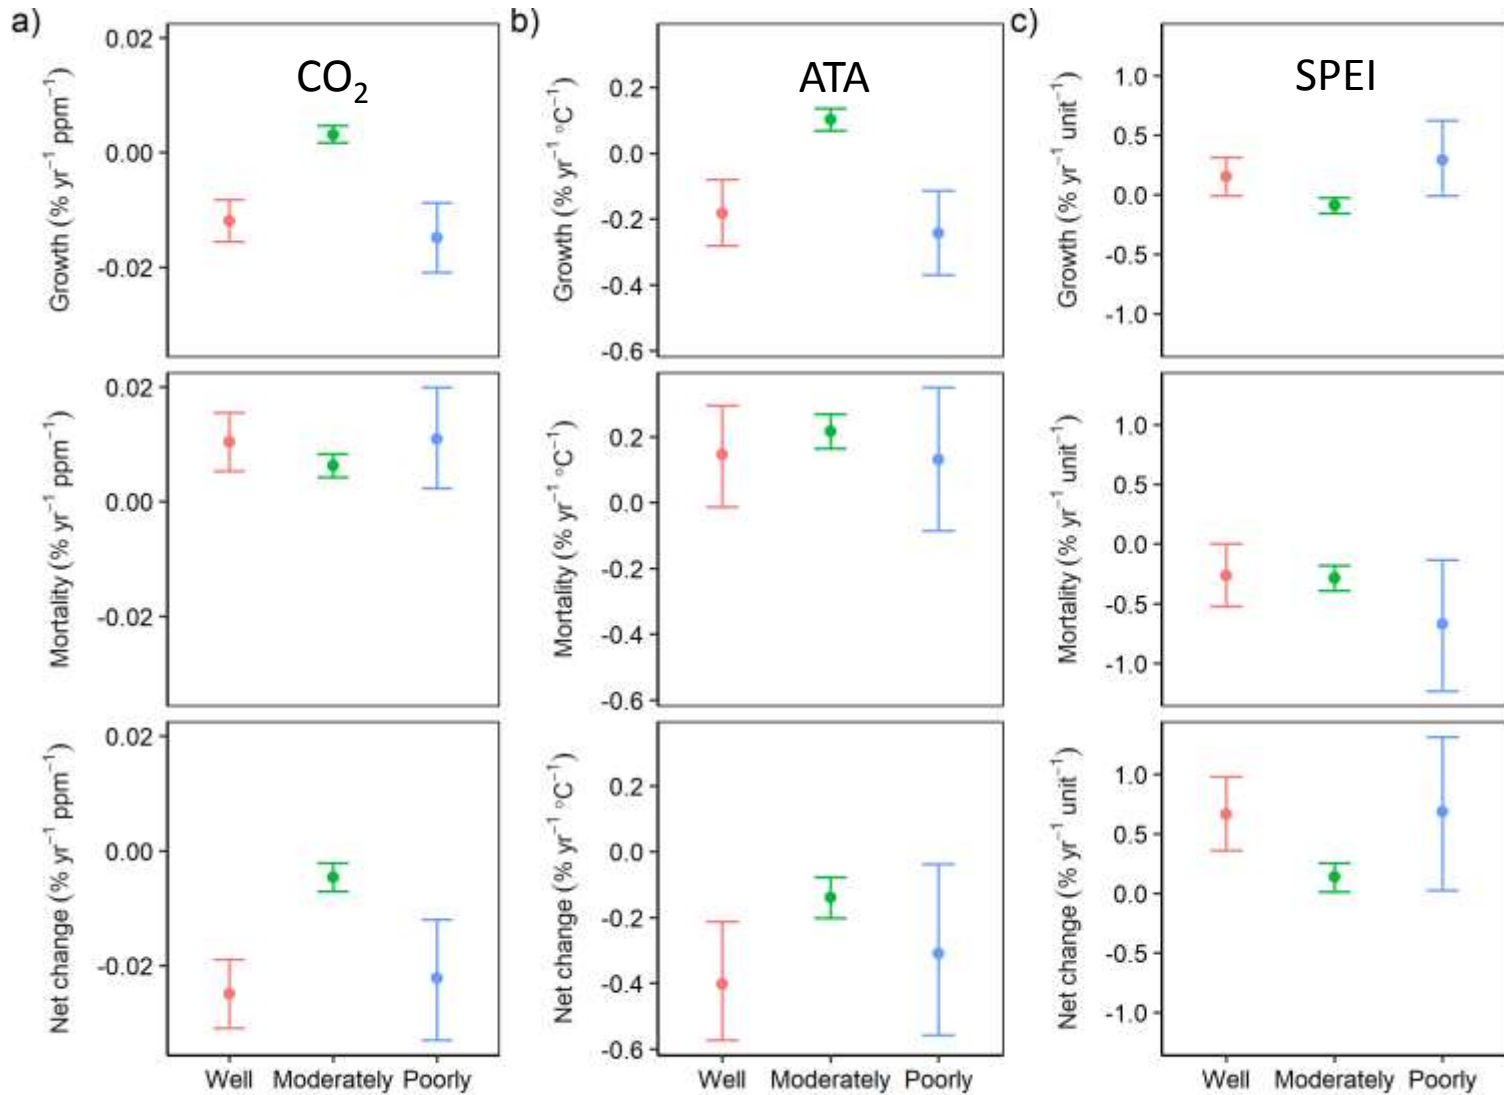 a)
CO₂
Growth (% yr⁻¹ ppm⁻¹)
0.02
0.00
-0.02
Mortality (% yr⁻¹ ppm⁻¹)
0.02
0.00
-0.02
Net change (% yr⁻¹ ppm⁻¹)
0.02
0.00
-0.02
Well Moderately Poorly
b)
ATA
Growth (% yr⁻¹ °C⁻¹)
0.2
0.0
-0.2
-0.4
-0.6
Mortality (% yr⁻¹ °C⁻¹)
0.2
0.0
-0.2
-0.4
-0.6
Net change (% yr⁻¹ °C⁻¹)
0.2
0.0
-0.2
-0.4
-0.6
Well Moderately Poorly
c)
SPEI
Growth (% yr⁻¹ unit⁻¹)
1.0
0.5
0.0
-0.5
-1.0
Mortality (% yr⁻¹ unit⁻¹)
1.0
0.5
0.0
-0.5
-1.0
Net change (% yr⁻¹ unit⁻¹)
1.0
0.5
0.0
-0.5
-1.0
Well Moderately Poorly